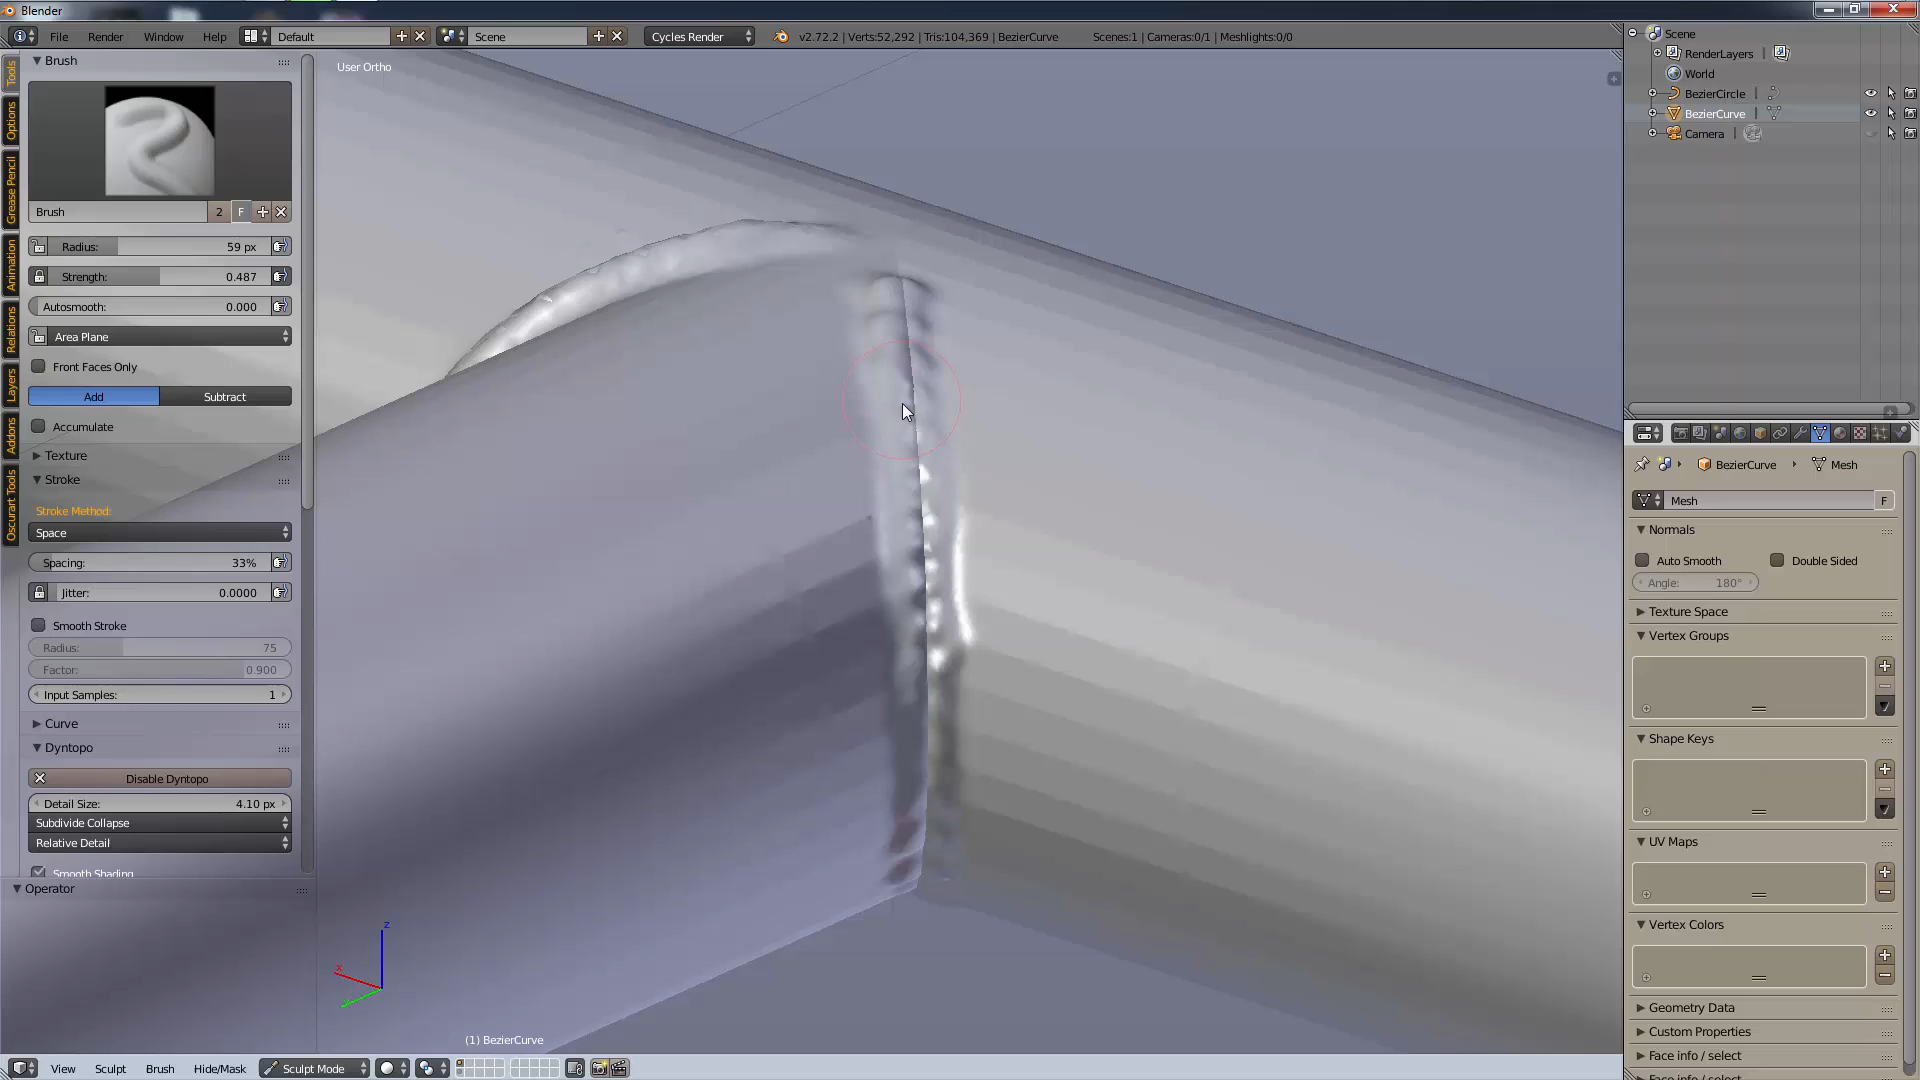 Blender
File Render Window Help Default Scene Cycles Render v2.72.2 | Verts:52,292 | Tris:104,369 | BezierCurve Scenes:1 | Cameras:0/1 | Meshlights:0/0
Tools
Options
Grease Pencil
Animation
Relations
Layers
Addons
Oscurart Tools
Brush
Brush 2 F
Radius: 59 px
Strength: 0.487
Autosmooth: 0.000
Area Plane
Front Faces Only
Add Subtract
Accumulate
Texture
Stroke
Stroke Method:
Space
Spacing: 33%
Jitter: 0.0000
Smooth Stroke
Radius: 75
Factor: 0.900
Input Samples: 1
Curve
Dyntopo
Disable Dyntopo
Detail Size: 4.10 px
Subdivide Collapse
Relative Detail
Smooth Shading
Operator
User Ortho
z
x
y
(1) BezierCurve
View Sculpt Brush Hide/Mask Sculpt Mode
Scene
RenderLayers |
World
BezierCircle |
BezierCurve |
Camera |
BezierCurve Mesh
Mesh F
Normals
Auto Smooth Double Sided
Angle: 180°
Texture Space
Vertex Groups
Shape Keys
UV Maps
Vertex Colors
Geometry Data
Custom Properties
Face info / select
Face info / select